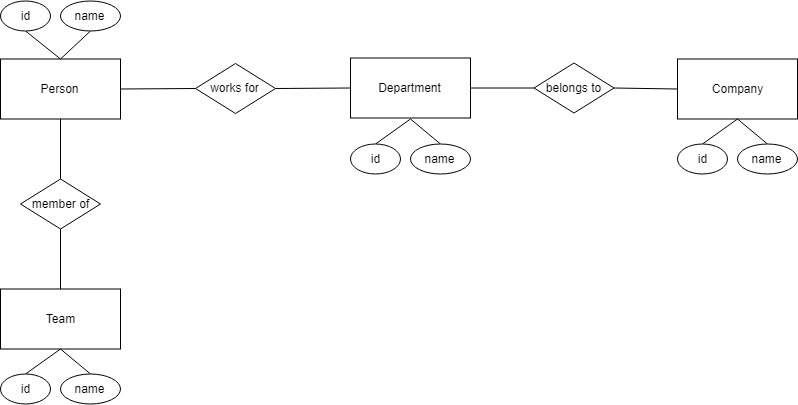 id
name
Person
works for
Department
belongs to
Company
id
name
id
name
member of
Team
id
name